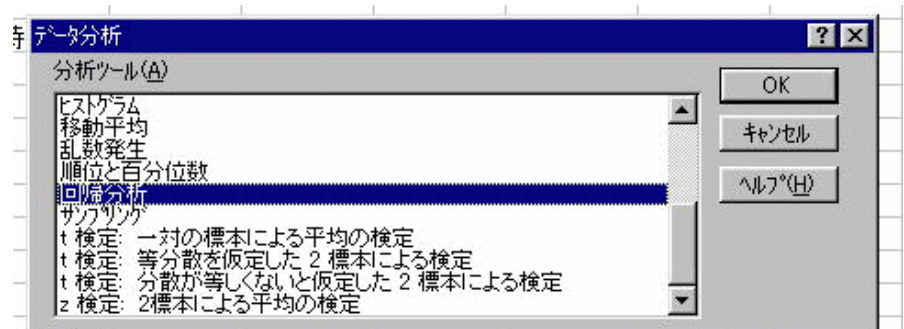 データ分析
分析ツール(A)
ヒストグラム
移動平均
乱数発生
順位と百分位数
回帰分析
サンプリング
t 検定: 一対の標本による平均の検定
t 検定: 等分散を仮定した 2 標本による検定
t 検定: 分散が等しくないと仮定した 2 標本による検定
z 検定: 2標本による平均の検定
OK
キャンセル
ヘルプ(H)